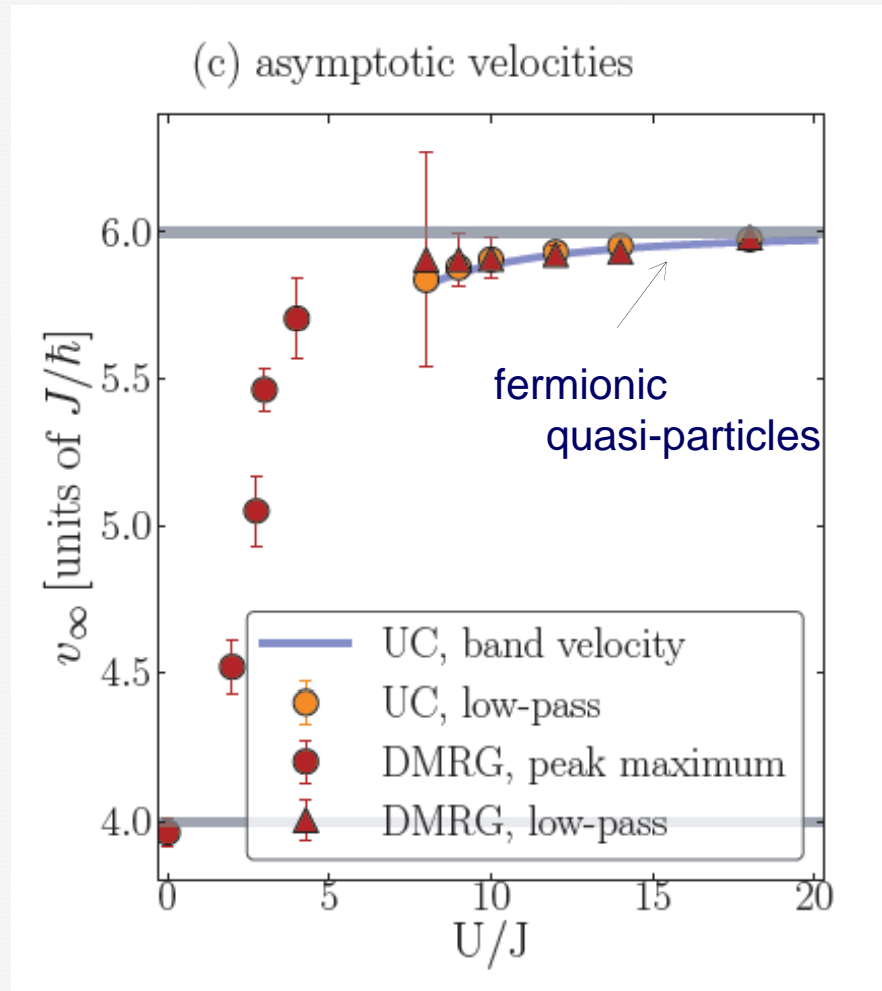 (c) asymptotic velocities
6.0
5.5
5.0
4.5
4.0
v∞ [units of J/ħ]
fermionic
quasi-particles
UC, band velocity
UC, low-pass
DMRG, peak maximum
DMRG, low-pass
0 5 10 15 20
U/J